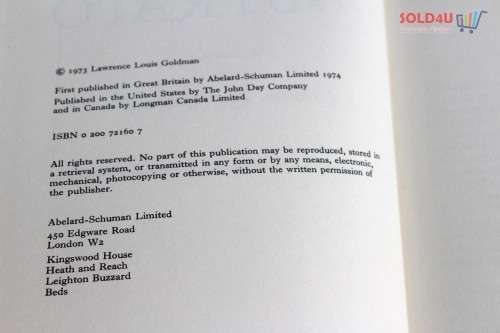 SOLD4U
© 1973 Lawrence Louis Goldman
First published in Great Britain by Abelard-Schuman Limited 1974
Published in the United States by The John Day Company
and in Canada by Longman Canada Limited
ISBN 0 200 72160 7
All rights reserved. No part of this publication may be reproduced, stored in
a retrieval system, or transmitted in any form or by any means, electronic,
mechanical, photocopying or otherwise, without the written permission of
the publisher.
Abelard-Schuman Limited
450 Edgware Road
London W2
Kingswood House
Heath and Reach
Leighton Buzzard
Beds